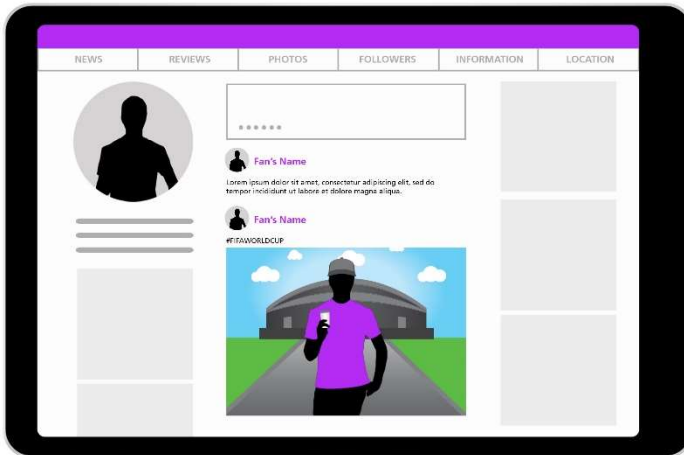 NEWS REVIEWS PHOTOS FOLLOWERS INFORMATION LOCATION
Fan's Name
Lorem ipsum dolor sit amet, consectetur adipiscing elit, sed do
tempor incididunt ut labore et dolore magna aliqua.
Fan's Name
#FIFAWORLDCUP